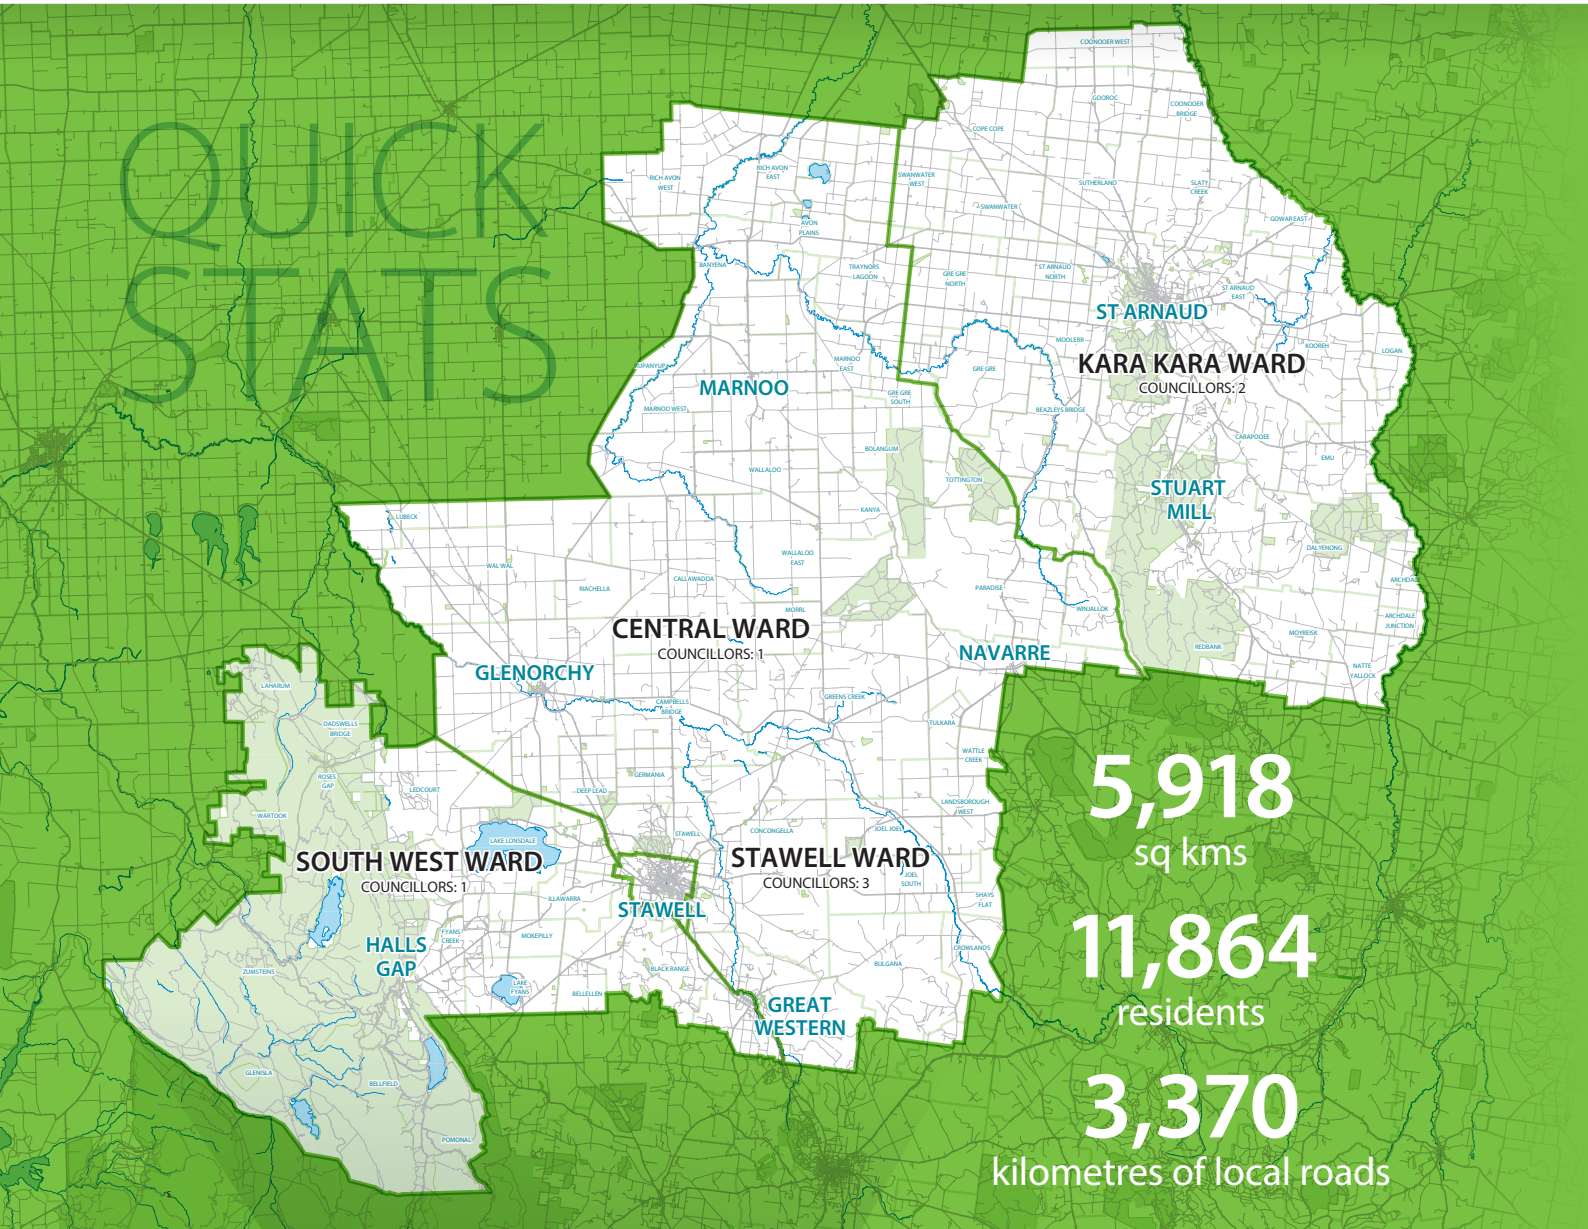 QUICK
STATS
COONOOER WEST
GOOROC
COONOOER
BRIDGE
COPE COPE
RICH AVON
WEST
RICH AVON
EAST
SWANWATER
WEST
SUTHERLAND
SLATY
CREEK
SWANWATER
GOWAR EAST
AVON
PLAINS
BANYENA
TRAYNORS
LAGOON
GRE GRE
NORTH
ST ARNAUD
NORTH
ST ARNAUD
EAST
ST ARNAUD
MOOLERR
KOOREH
LOGAN
KARA KARA WARD
COUNCILLORS: 2
RUPANYUP
MARNOO
MARNOO
EAST
GRE GRE
GRE GRE
SOUTH
MARNOO WEST
BEAZLEYS BRIDGE
CARAPOOEE
EMU
BOLANGUM
WALLALOO
TOTTINGTON
STUART
MILL
KANYA
LUBECK
DALYENONG
WAL WAL
WALLALOO
EAST
CALLAWADDA
RIACHELLA
PARADISE
ARCHDALE
WINJALLOK
MORRL
ARCHDALE
JUNCTION
CENTRAL WARD
COUNCILLORS: 1
MOYREISK
NAVARRE
REDBANK
NATTE
YALLOCK
GLENORCHY
LAHARUM
CAMPBELLS
BRIDGE
GREENS CREEK
DADSWELLS
BRIDGE
TULKARA
WATTLE
CREEK
ROSES
GAP
GERMANIA
LEDCOURT
DEEP LEAD
LANDSBOROUGH
WEST
WARTOOK
STAWELL
CONCONGELLA
JOEL JOEL
LAKE LONSDALE
SOUTH WEST WARD
COUNCILLORS: 1
STAWELL WARD
COUNCILLORS: 3
JOEL
SOUTH
ILLAWARRA
STAWELL
SHAYS
FLAT
FYANS
CREEK
MOKEPILLY
HALLS
GAP
CROWLANDS
ZUMSTEINS
BLACK RANGE
BULGANA
LAKE
FYANS
BELLELLEN
GREAT
WESTERN
GLENISLA
BELLFIELD
POMONAL
5,918
sq kms
11,864
residents
3,370
kilometres of local roads